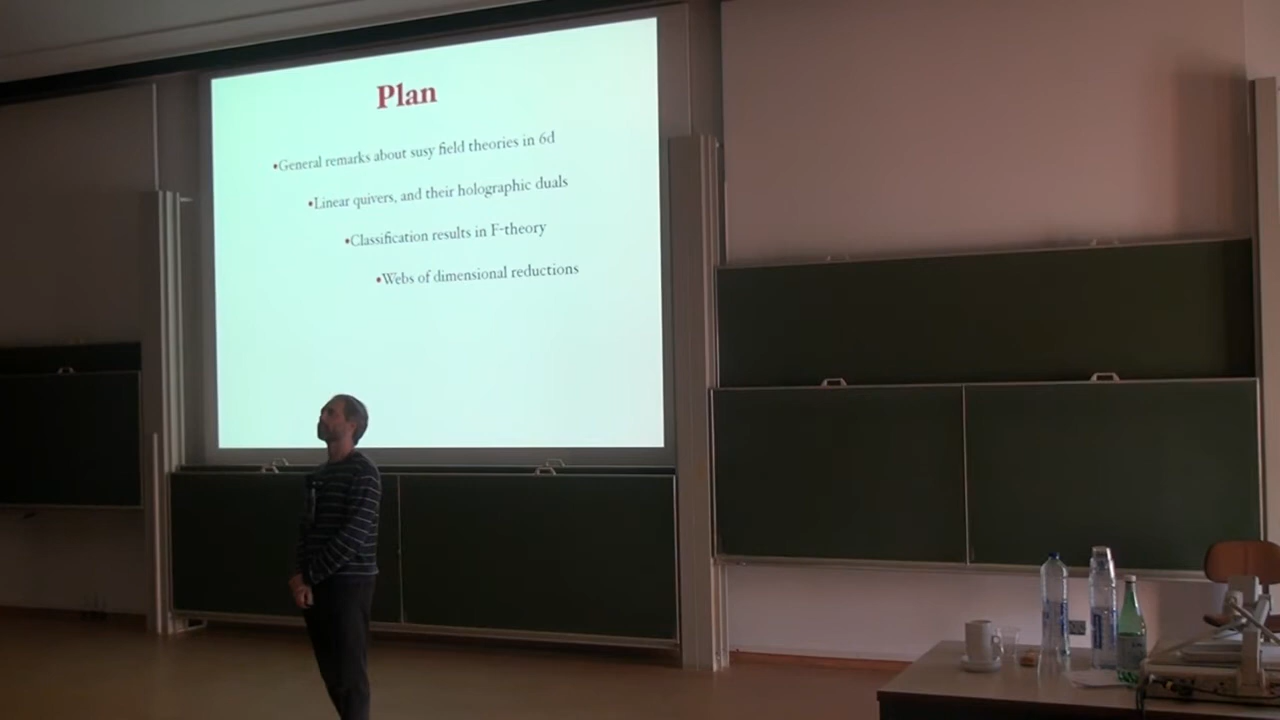 Plan
•General remarks about susy field theories in 6d
•Linear quivers, and their holographic duals
•Classification results in F-theory
•Webs of dimensional reductions